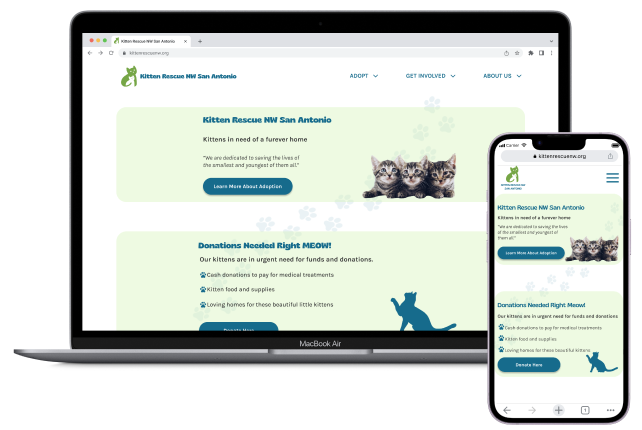 Kitten Rescue NW San Antonio
kittenrescuenw.org
Kitten Rescue NW San Antonio
ADOPT
GET INVOLVED
ABOUT US
Kitten Rescue NW San Antonio
Kittens in need of a furever home
"We are dedicated to saving the lives of
the smallest and youngest of them all."
Learn More About Adoption
Donations Needed Right MEOW!
Our kittens are in urgent need for funds and donations.
Cash donations to pay for medical treatments
Kitten food and supplies
Loving homes for these beautiful little kittens
Donate Here
MacBook Air
Carrier
kittenrescuenw.org
KITTEN RESCUE NW
SAN ANTONIO
Kitten Rescue NW San Antonio
Kittens in need of a furever home
"We are dedicated to saving the lives
of the smallest and youngest of
them all."
Learn More About Adoption
Donations Needed Right Meow!
Our kittens are in urgent need for funds and donations
Cash donations to pay for medical treatments
Kitten food and supplies
Loving homes for these beautiful kittens
Donate Here
1